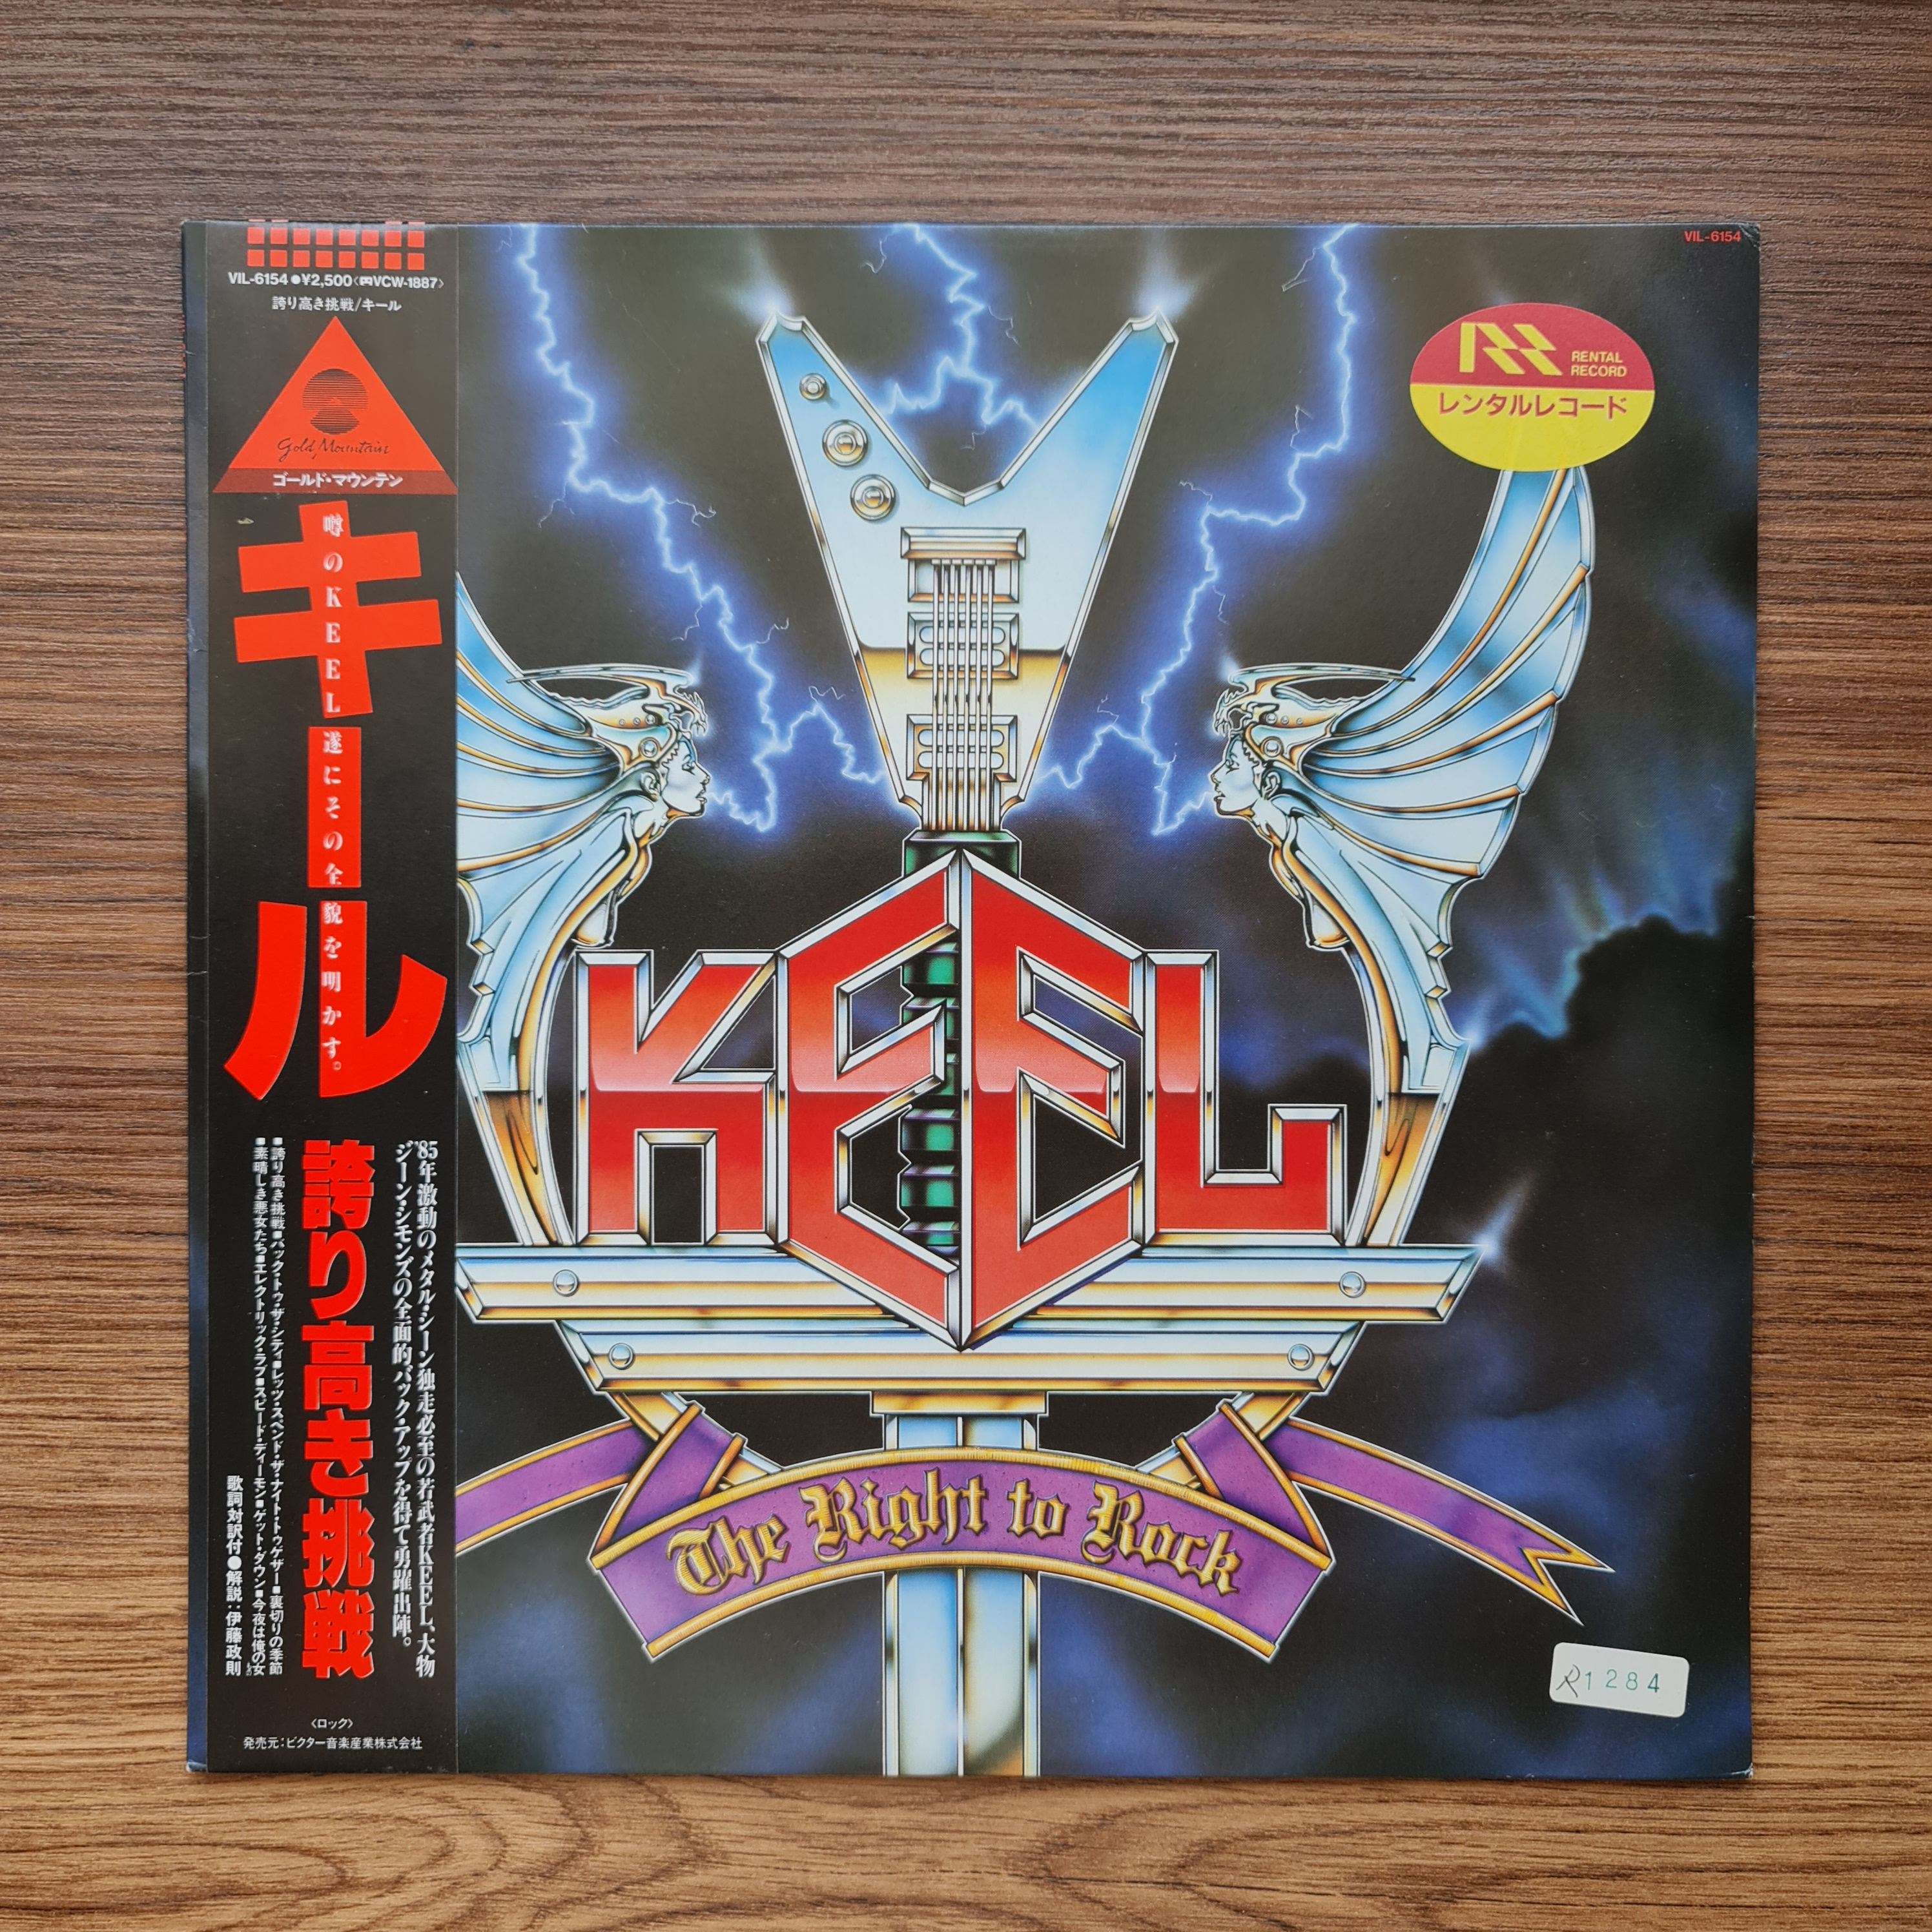 VIL-6154●¥2,500〈VCW-1887〉
誇り高き挑戦/キール
Gold Mountain
ゴールド・マウンテン
キール
噂のKEEL遂にその全貌を明かす。
'85年激動のメタル・シーン独走必至の若武者KEEL、大物
ジーン・シモンズの全面的バック・アップを得て勇躍出陣。
誇り高き挑戦
■誇り高き挑戦■バック・トゥ・ザ・シティ■レッツ・スペンド・ザ・ナイト・トゥゲザー■裏切りの季節
■素晴しき悪女たち■エレクトリック・ラブ■スピード・ディーモン■ゲット・ダウン■今夜は俺の女
歌詞対訳付●解説:伊藤政則
〈ロック〉
発売元:ビクター音楽産業株式会社
VIL-6154
RR
RENTAL
RECORD
レンタルレコード
KEEL
The Right to Rock
R1284